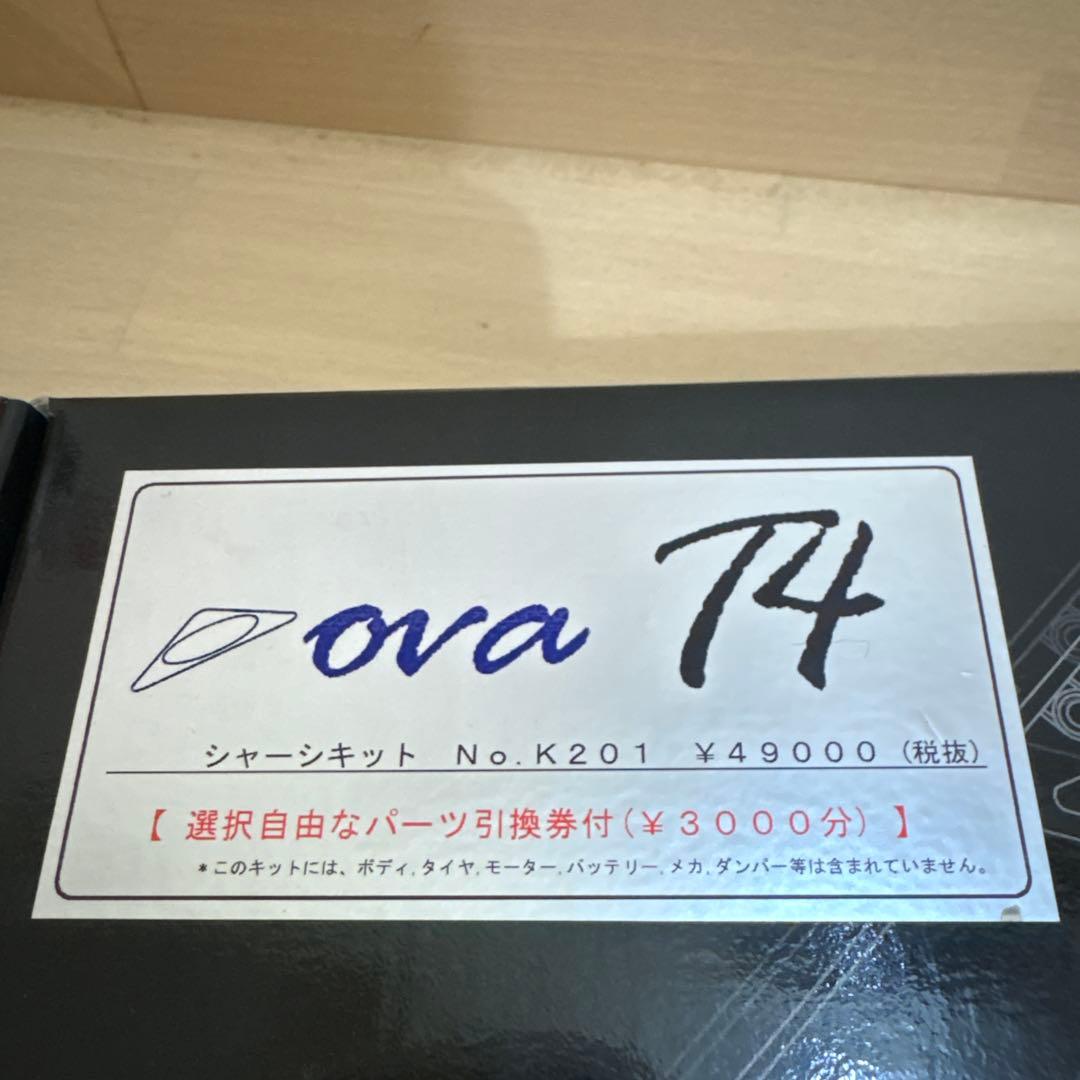 ova T4
シャーシキット No.K201 ¥49000(税抜)
【 選択自由なパーツ引換券付(¥3000分) 】
*このキットには、ボディ,タイヤ,モーター,バッテリー,メカ,ダンパー等は含まれていません。